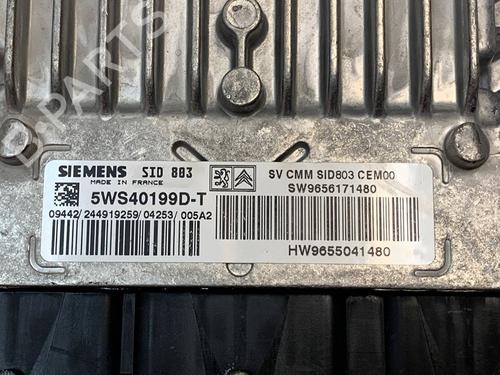 B-PARTS
SIEMENS SID 803
MADE IN FRANCE
5WS40199D-T
09442/ 244919259/ 04253/ 005A2
SV CMM SID803 CEM00
SW9656171480
HW9655041480